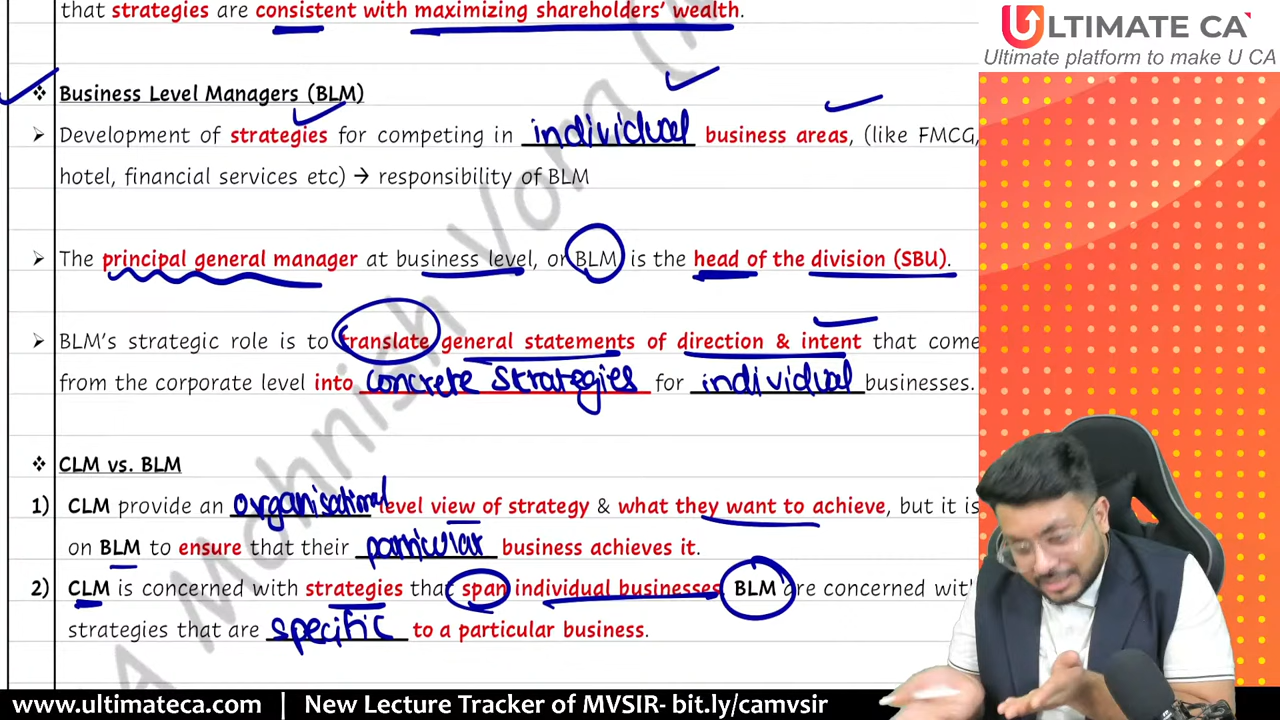 that strategies are consistent with maximizing shareholders' wealth.
ULTIMATE CA
Ultimate platform to make U CA
❖ Business Level Managers (BLM)
➢ Development of strategies for competing in individual business areas, (like FMCG,
hotel, financial services etc) → responsibility of BLM
➢ The principal general manager at business level, or BLM is the head of the division (SBU).
➢ BLM's strategic role is to translate general statements of direction & intent that come
from the corporate level into concrete strategies for individual businesses.
❖ CLM vs. BLM
1) CLM provide an organisational level view of strategy & what they want to achieve, but it is
on BLM to ensure that their particular business achieves it.
2) CLM is concerned with strategies that span individual businesses BLM are concerned wit
strategies that are specific to a particular business.
A Mohnish Vora (
www.ultimateca.com | New Lecture Tracker of MVSIR- bit.ly/camvsir